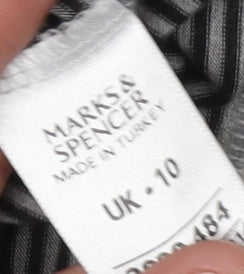 MARKS &
SPENCER
MADE IN TURKEY
UK • 10